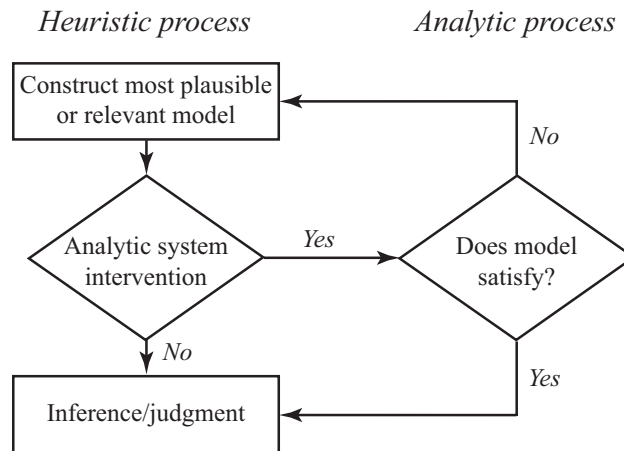 Heuristic process
Analytic process
Construct most plausible
or relevant model
No
Analytic system
intervention
Yes
Does model
satisfy?
No
Yes
Inference/judgment